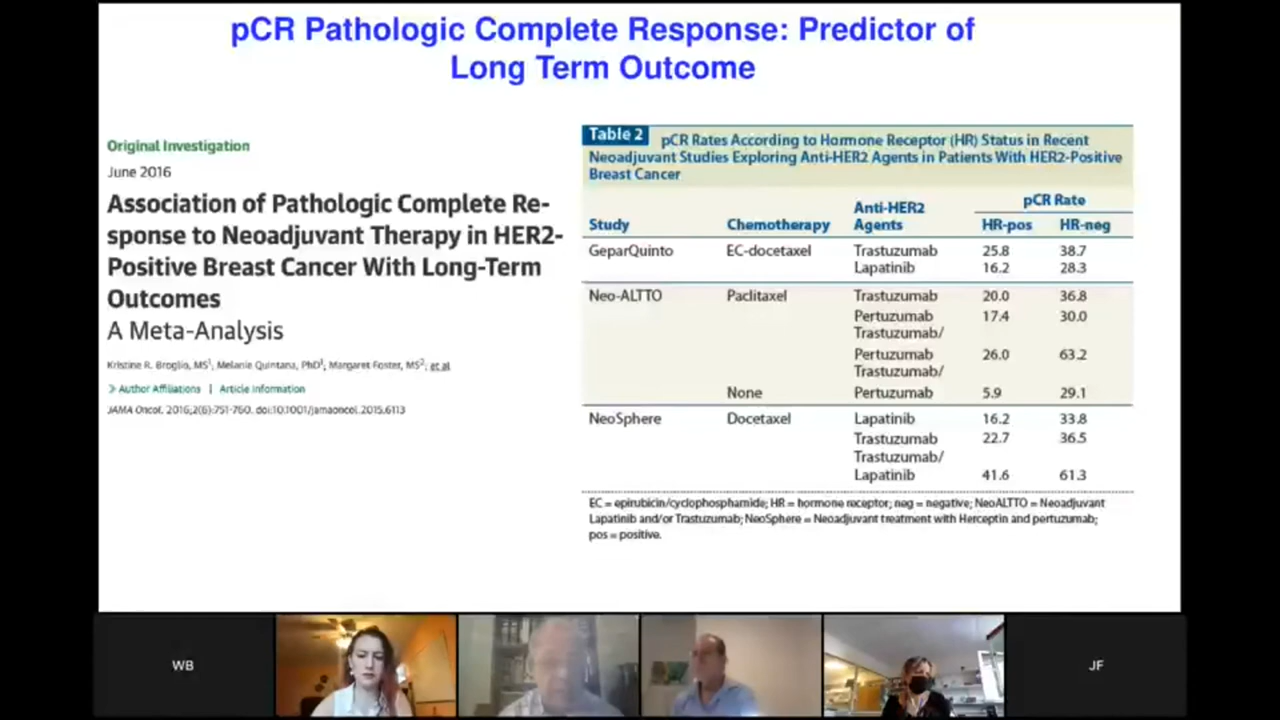 pCR Pathologic Complete Response: Predictor of
Long Term Outcome
Original Investigation
June 2016
Association of Pathologic Complete Re-
sponse to Neoadjuvant Therapy in HER2-
Positive Breast Cancer With Long-Term
Outcomes
A Meta-Analysis
Kristine R. Broglio, MS1; Melanie Quintana, PhD1; Margaret Foster, MS2; et al
Author Affiliations | Article Information
JAMA Oncol. 2016;2(6):751-760. doi:10.1001/jamaoncol.2015.6113
Table 2 pCR Rates According to Hormone Receptor (HR) Status in Recent
Neoadjuvant Studies Exploring Anti-HER2 Agents in Patients With HER2-Positive
Breast Cancer
pCR Rate
Anti-HER2
Study Chemotherapy Agents HR-pos HR-neg
GeparQuinto EC-docetaxel Trastuzumab 25.8 38.7
Lapatinib 16.2 28.3
Neo-ALTTO Paclitaxel Trastuzumab 20.0 36.8
Pertuzumab 17.4 30.0
Trastuzumab/
Pertuzumab 26.0 63.2
Trastuzumab/
None Pertuzumab 5.9 29.1
NeoSphere Docetaxel Lapatinib 16.2 33.8
Trastuzumab 22.7 36.5
Trastuzumab/
Lapatinib 41.6 61.3
EC = epirubicin/cyclophosphamide; HR = hormone receptor; neg = negative; NeoALTTO = Neoadjuvant
Lapatinib and/or Trastuzumab; NeoSphere = Neoadjuvant treatment with Herceptin and pertuzumab;
pos = positive.
WB
JF